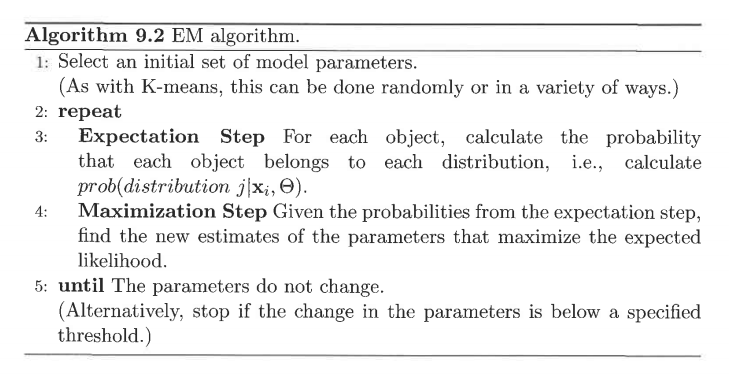 Algorithm 9.2 EM algorithm.
1: Select an initial set of model parameters.
(As with K-means, this can be done randomly or in a variety of ways.)
2: repeat
3: Expectation Step For each object, calculate the probability
that each object belongs to each distribution, i.e., calculate
prob(distribution j|xᵢ, Θ).
4: Maximization Step Given the probabilities from the expectation step,
find the new estimates of the parameters that maximize the expected
likelihood.
5: until The parameters do not change.
(Alternatively, stop if the change in the parameters is below a specified
threshold.)